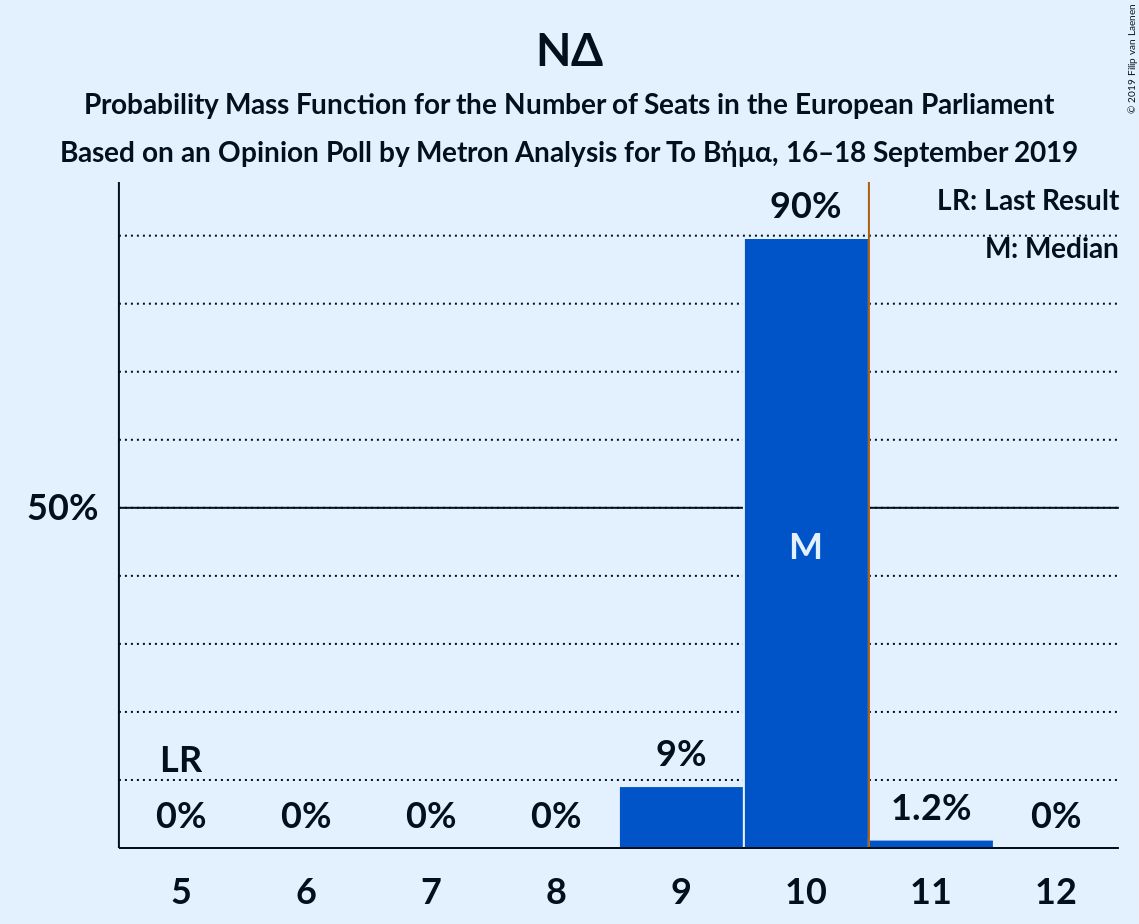 ΝΔ
Probability Mass Function for the Number of Seats in the European Parliament
Based on an Opinion Poll by Metron Analysis for Το Βήμα, 16–18 September 2019
© 2019 Filip van Laenen
LR: Last Result
M: Median
90%
50%
M
LR
9%
1.2%
0% 0% 0% 0% 0%
5 6 7 8 9 10 11 12